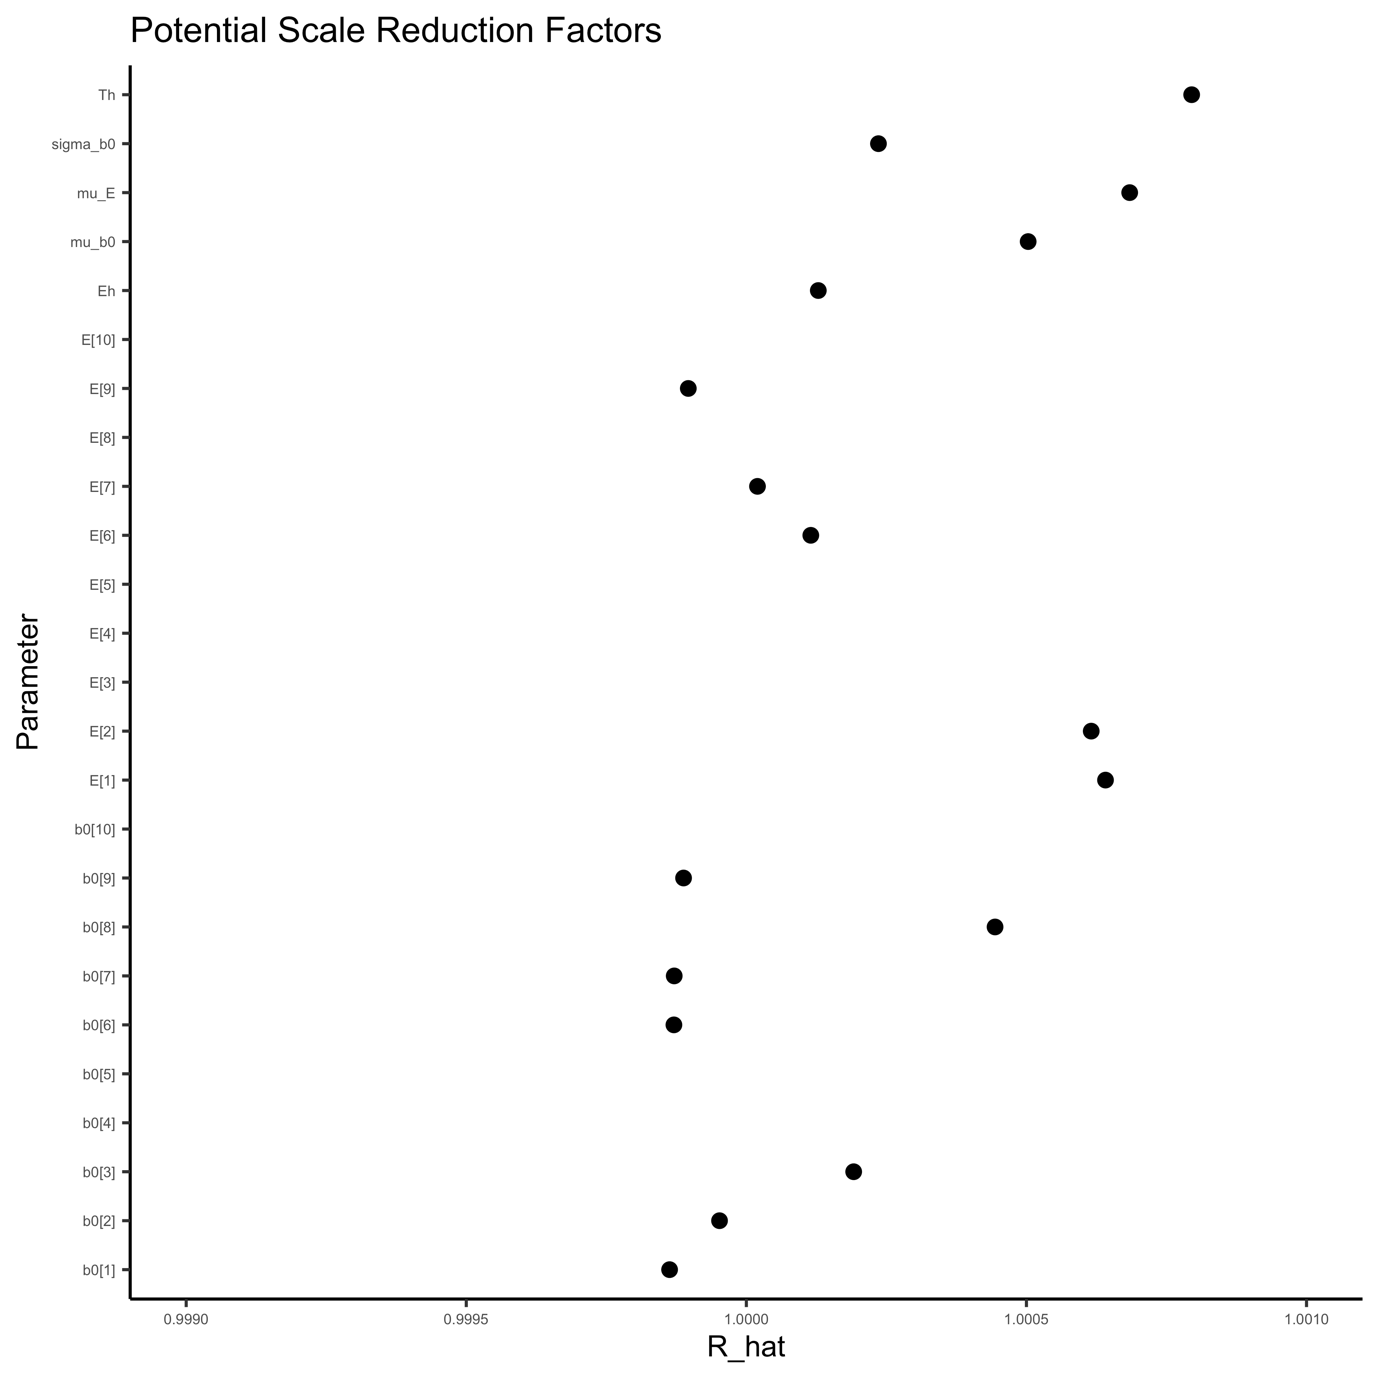 Potential Scale Reduction Factors
Th
sigma_b0
mu_E
mu_b0
Eh
E[10]
E[9]
E[8]
E[7]
E[6]
E[5]
E[4]
E[3]
E[2]
E[1]
b0[10]
b0[9]
b0[8]
b0[7]
b0[6]
b0[5]
b0[4]
b0[3]
b0[2]
b0[1]
Parameter
0.9990 0.9995 1.0000 1.0005 1.0010
R_hat